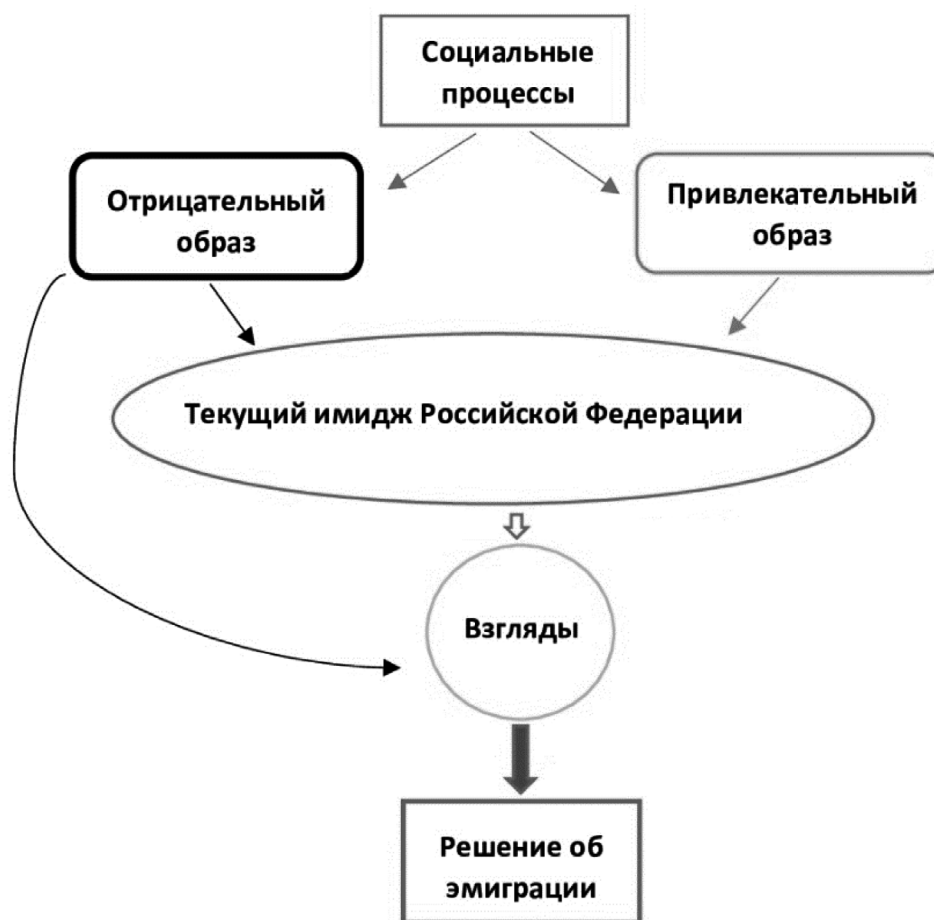 Социальные
процессы
Отрицательный
образ
Привлекательный
образ
Текущий имидж Российской Федерации
Взгляды
Решение об
эмиграции